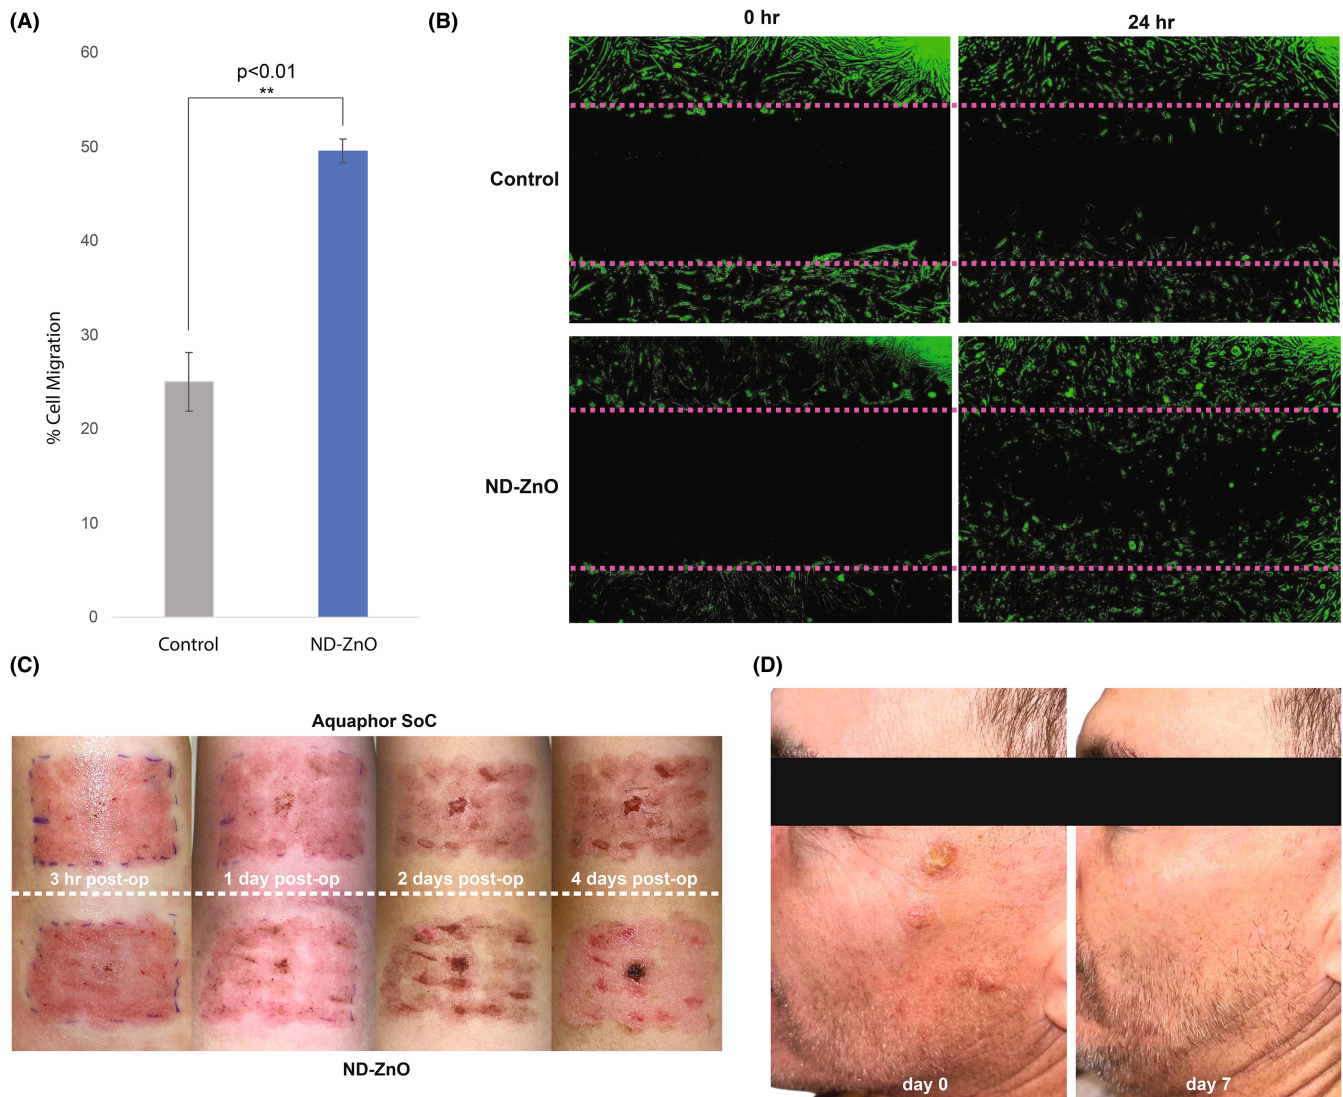 (A)
60
50
40
30
20
10
0
% Cell Migration
p<0.01
**
Control
ND-ZnO
(B)
0 hr
24 hr
Control
ND-ZnO
(C)
Aquaphor SoC
3 hr post-op
1 day post-op
2 days post-op
4 days post-op
ND-ZnO
(D)
day 0
day 7